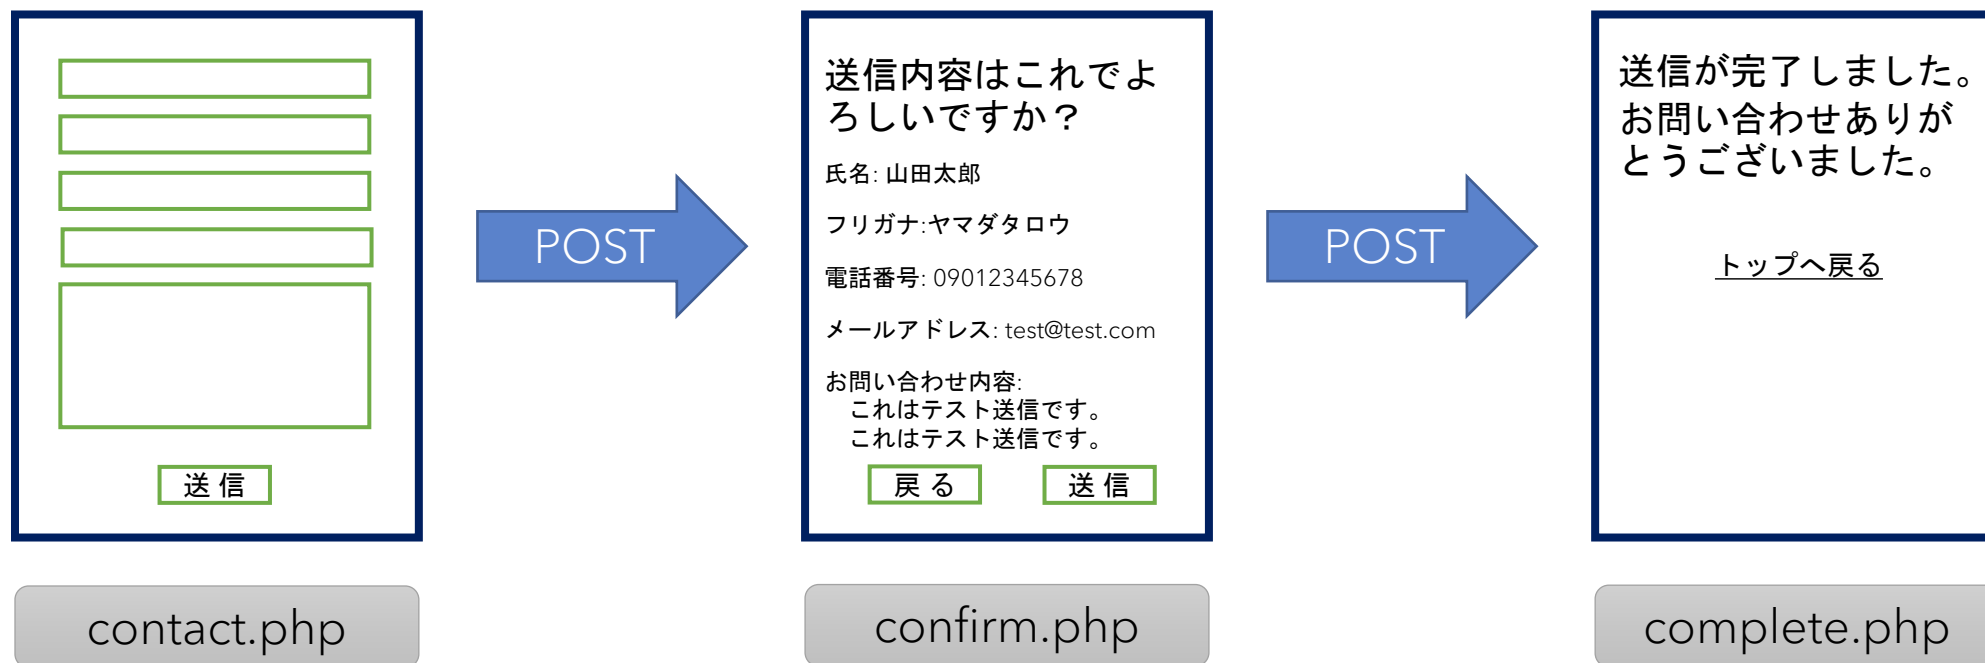 送信
contact.php
POST
送信内容はこれでよ
ろしいですか？
氏名: 山田太郎
フリガナ:ヤマダタロウ
電話番号: 09012345678
メールアドレス: test@test.com
お問い合わせ内容:
これはテスト送信です。
これはテスト送信です。
戻る
送信
confirm.php
POST
送信が完了しました。
お問い合わせありが
とうございました。
トップへ戻る
complete.php